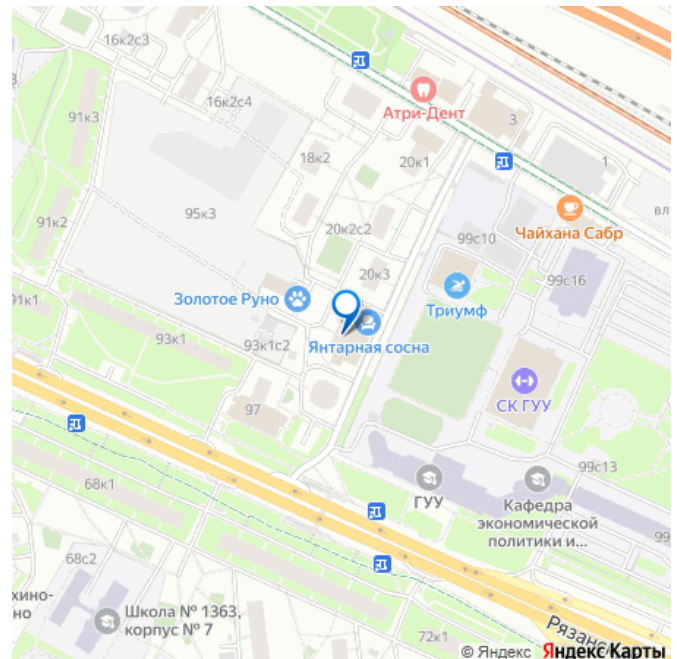 16к2с3
16к2с4
Атри-Дент
3
91к3
18к2
20к1
1
вл
95к3
91к2
20к2с2
99с10
Чайхана Сабр
20к3
99с16
Золотое Руно
Триумф
91к1
93к1
93к1с2
Янтарная сосна
97
СК ГУУ
68к1
ГУУ
99с13
Кафедра
экономической
политики и...
99
68с2
хино-
но
Школа № 1363,
корпус № 7
72к1
Рязанс
© Яндекс Яндекс Карты